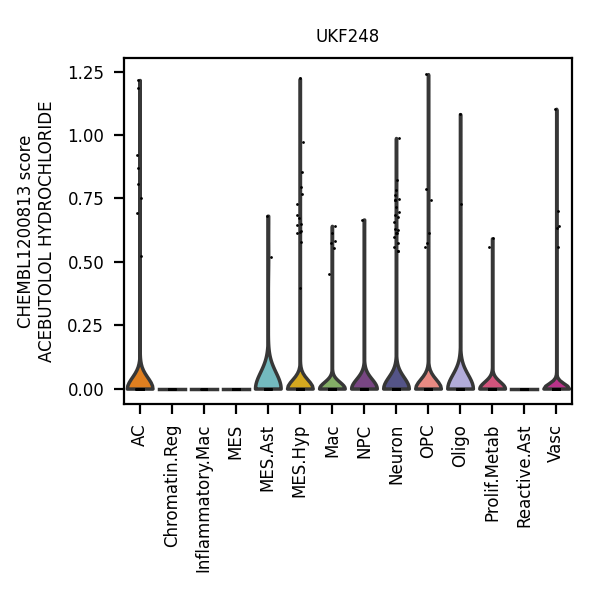 UKF248
CHEMBL1200813 score
ACEBUTOLOL HYDROCHLORIDE
1.25
1.00
0.75
0.50
0.25
0.00
AC
Chromatin.Reg
Inflammatory.Mac
MES
MES.Ast
MES.Hyp
Mac
NPC
Neuron
OPC
Oligo
Prolif.Metab
Reactive.Ast
Vasc